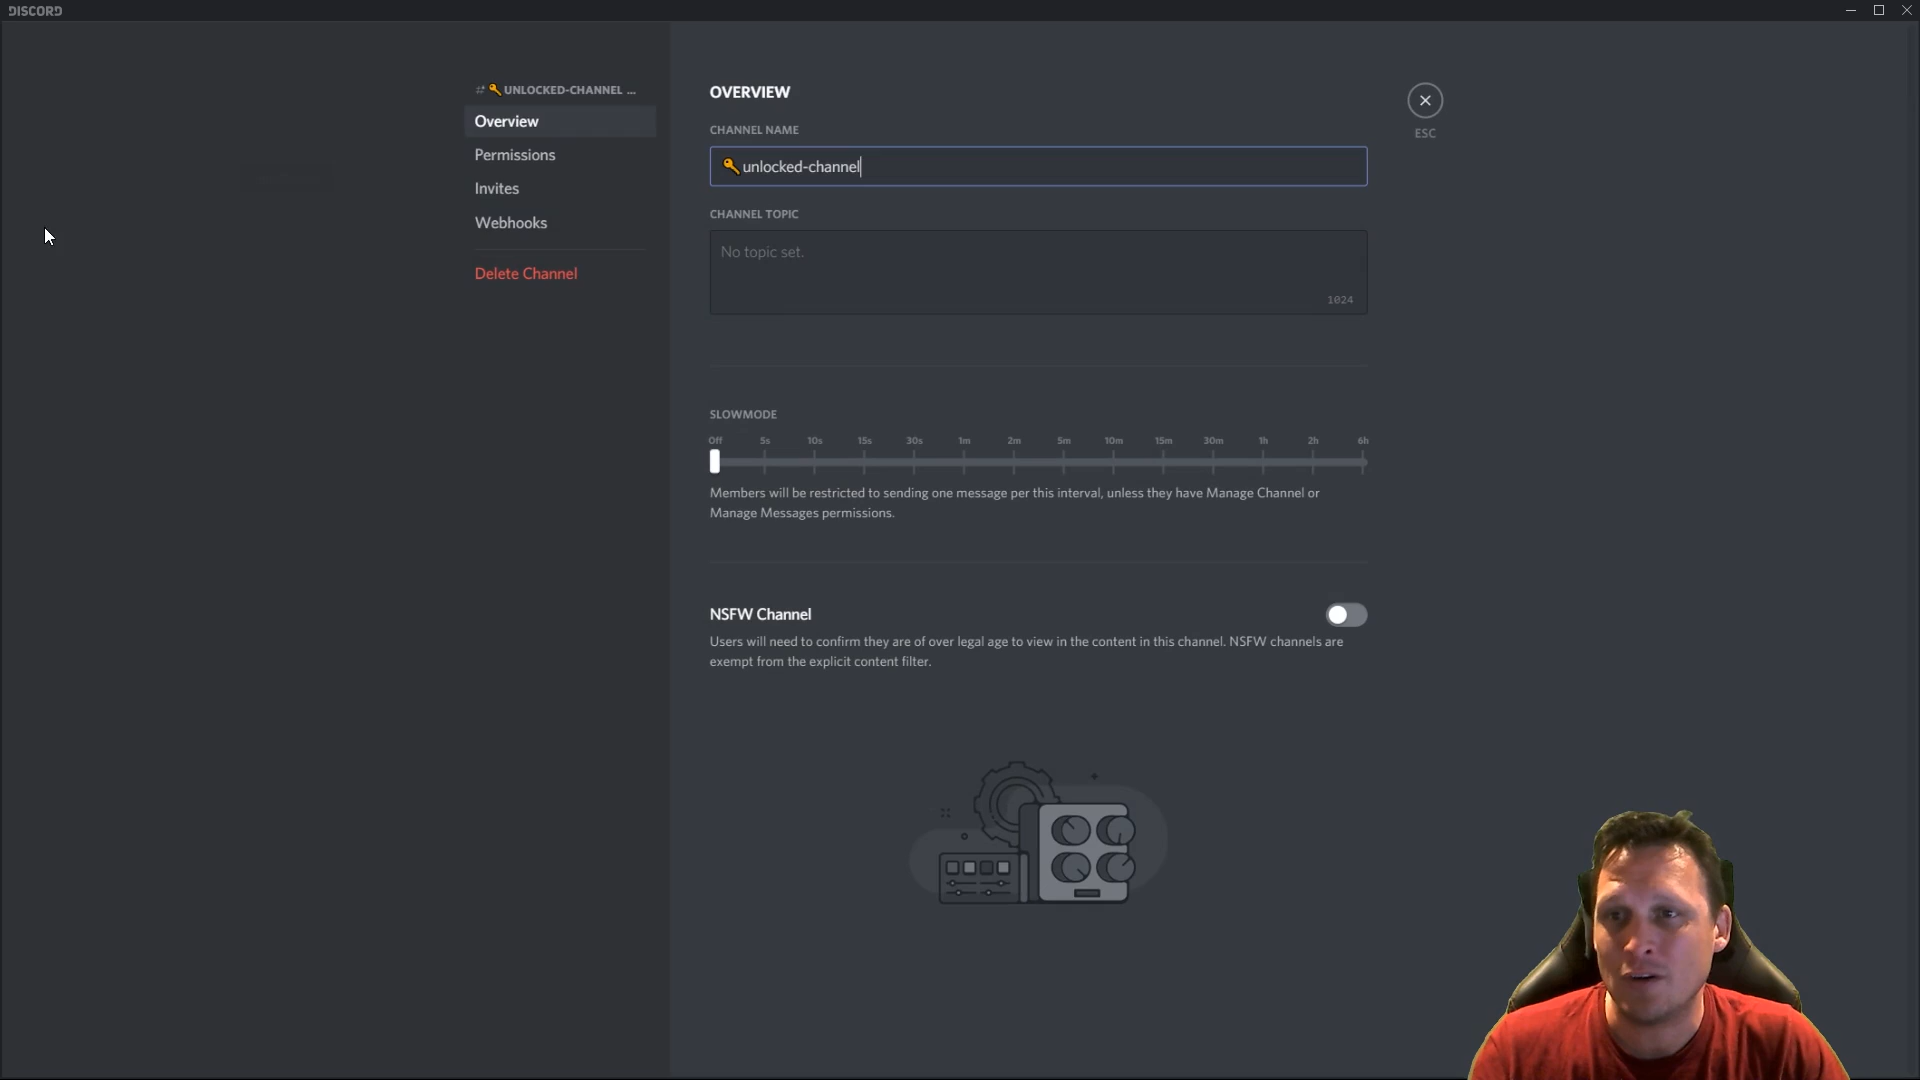 DISCORD
# 🔑 UNLOCKED-CHANNEL ...
Overview
Permissions
Invites
Webhooks
Delete Channel
OVERVIEW
CHANNEL NAME
🔑 unlocked-channel
CHANNEL TOPIC
No topic set.
1024
ESC
SLOWMODE
Off 5s 10s 15s 30s 1m 2m 5m 10m 15m 30m 1h 2h 6h
Members will be restricted to sending one message per this interval, unless they have Manage Channel or
Manage Messages permissions.
NSFW Channel
Users will need to confirm they are of over legal age to view in the content in this channel. NSFW channels are
exempt from the explicit content filter.